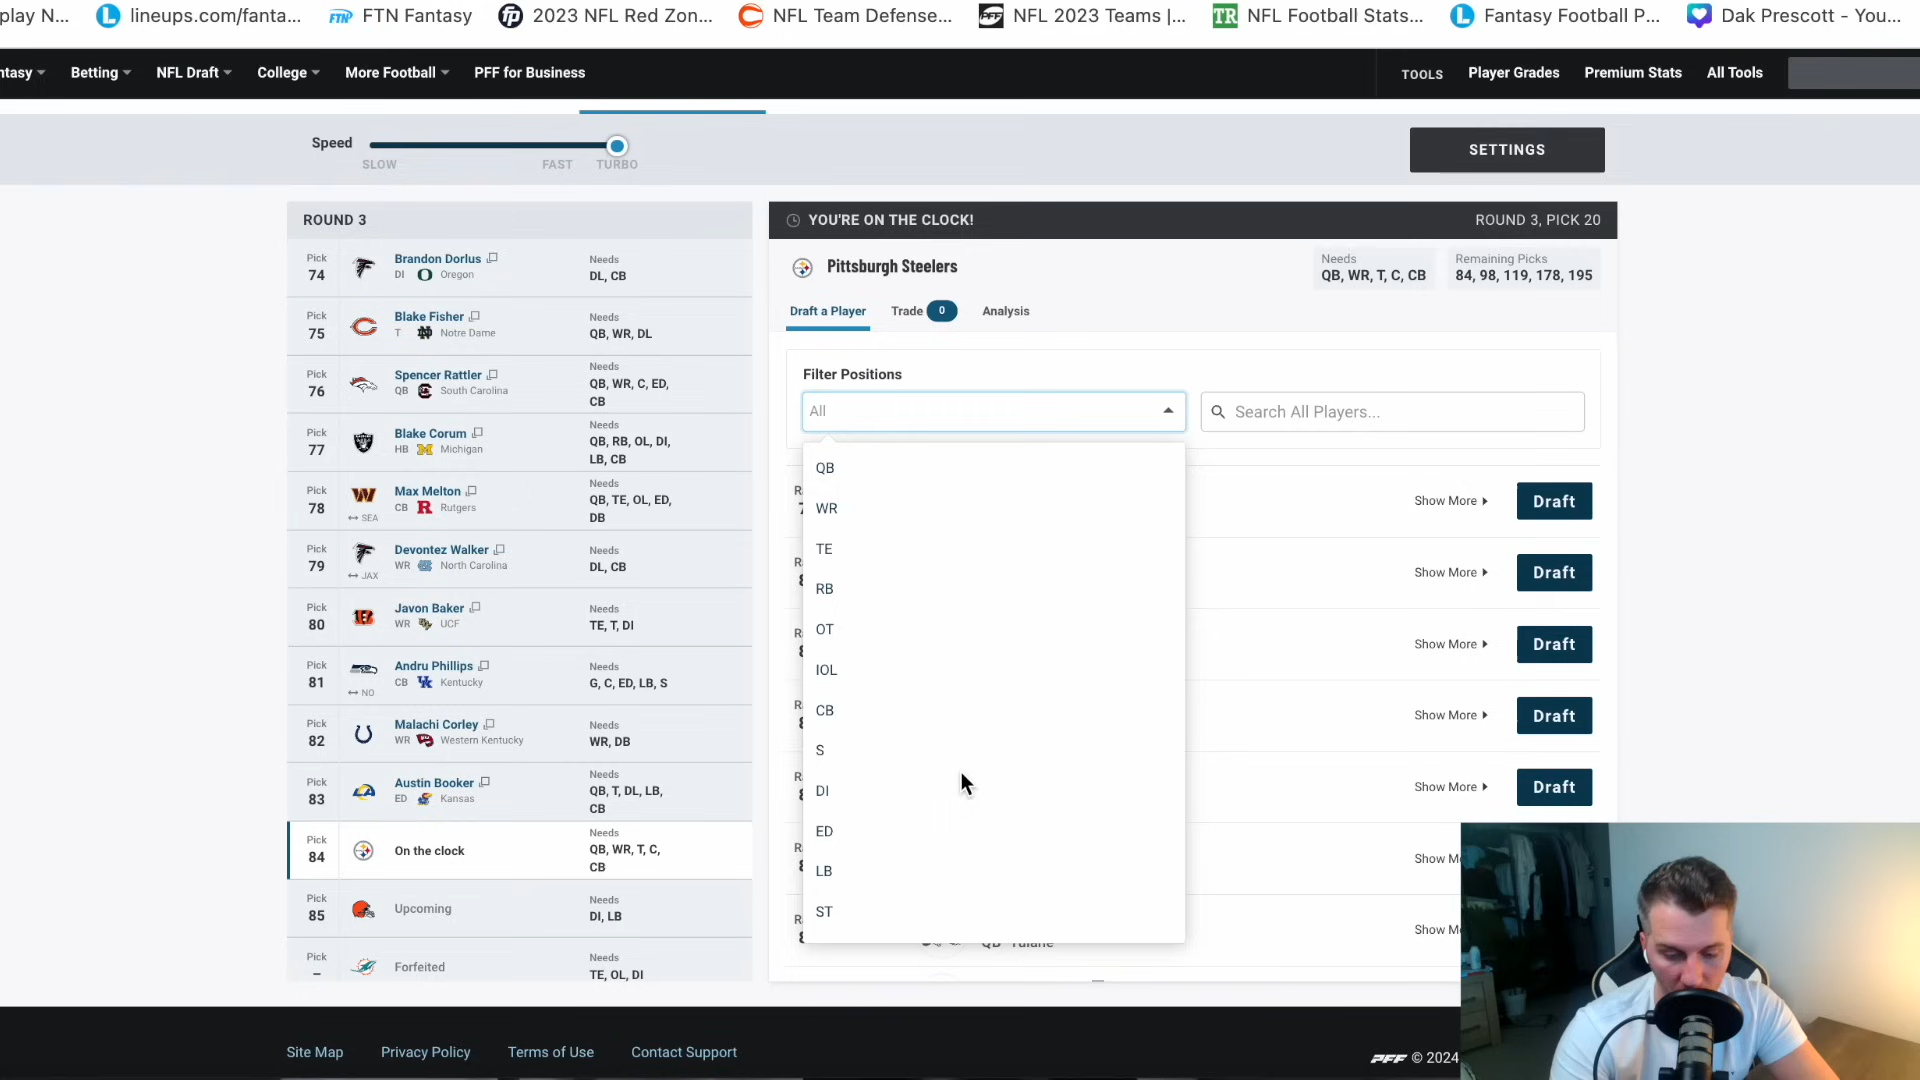 play N...
lineups.com/fanta...
FTN Fantasy
2023 NFL Red Zon...
NFL Team Defense...
NFL 2023 Teams |...
NFL Football Stats...
Fantasy Football P...
Dak Prescott - You...
ntasy
Betting
NFL Draft
College
More Football
PFF for Business
TOOLS
Player Grades
Premium Stats
All Tools
Speed
SLOW
FAST
TURBO
SETTINGS
ROUND 3
Pick
74
Brandon Dorlus
DI Oregon
Needs
DL, CB
Pick
75
Blake Fisher
T Notre Dame
Needs
QB, WR, DL
Pick
76
Spencer Rattler
QB South Carolina
Needs
QB, WR, C, ED,
CB
Pick
77
Blake Corum
HB Michigan
Needs
QB, RB, OL, DI,
LB, CB
Pick
78
SEA
Max Melton
CB Rutgers
Needs
QB, TE, OL, ED,
DB
Pick
79
JAX
Devontez Walker
WR North Carolina
Needs
DL, CB
Pick
80
Javon Baker
WR UCF
Needs
TE, T, DI
Pick
81
NO
Andru Phillips
CB Kentucky
Needs
G, C, ED, LB, S
Pick
82
Malachi Corley
WR Western Kentucky
Needs
WR, DB
Pick
83
Austin Booker
ED Kansas
Needs
QB, T, DL, LB,
CB
Pick
84
On the clock
Needs
QB, WR, T, C,
CB
Pick
85
Upcoming
Needs
DI, LB
Pick
–
Forfeited
Needs
TE, OL, DI
YOU'RE ON THE CLOCK!
ROUND 3, PICK 20
Pittsburgh Steelers
Needs
QB, WR, T, C, CB
Remaining Picks
84, 98, 119, 178, 195
Draft a Player
Trade 0
Analysis
Filter Positions
All
Search All Players...
QB
WR
TE
RB
OT
IOL
CB
S
DI
ED
LB
ST
Show More
Draft
Show More
Draft
Show More
Draft
Show More
Draft
Show More
Draft
Show Mo
Show Mo
QB Tulane
Site Map
Privacy Policy
Terms of Use
Contact Support
PFF © 2024